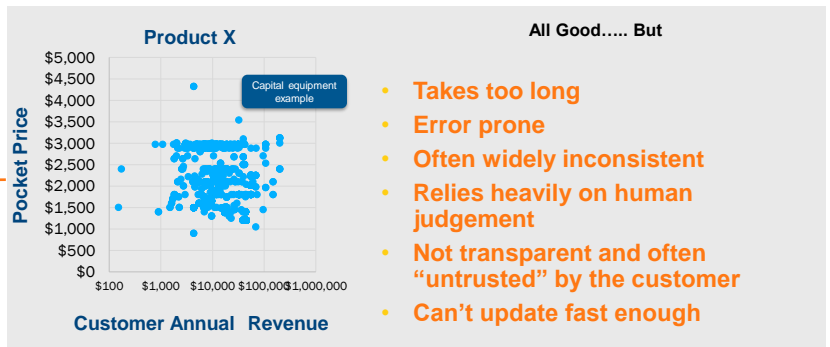 Product X
$5,000
$4,500
$4,000
$3,500
$3,000
$2,500
$2,000
$1,500
$1,000
$500
$0
Pocket Price
Capital equipment
example
$100 $1,000 $10,000 $100,000 $1,000,000
Customer Annual Revenue
All Good….. But
• Takes too long
• Error prone
• Often widely inconsistent
• Relies heavily on human
judgement
• Not transparent and often
“untrusted” by the customer
• Can’t update fast enough